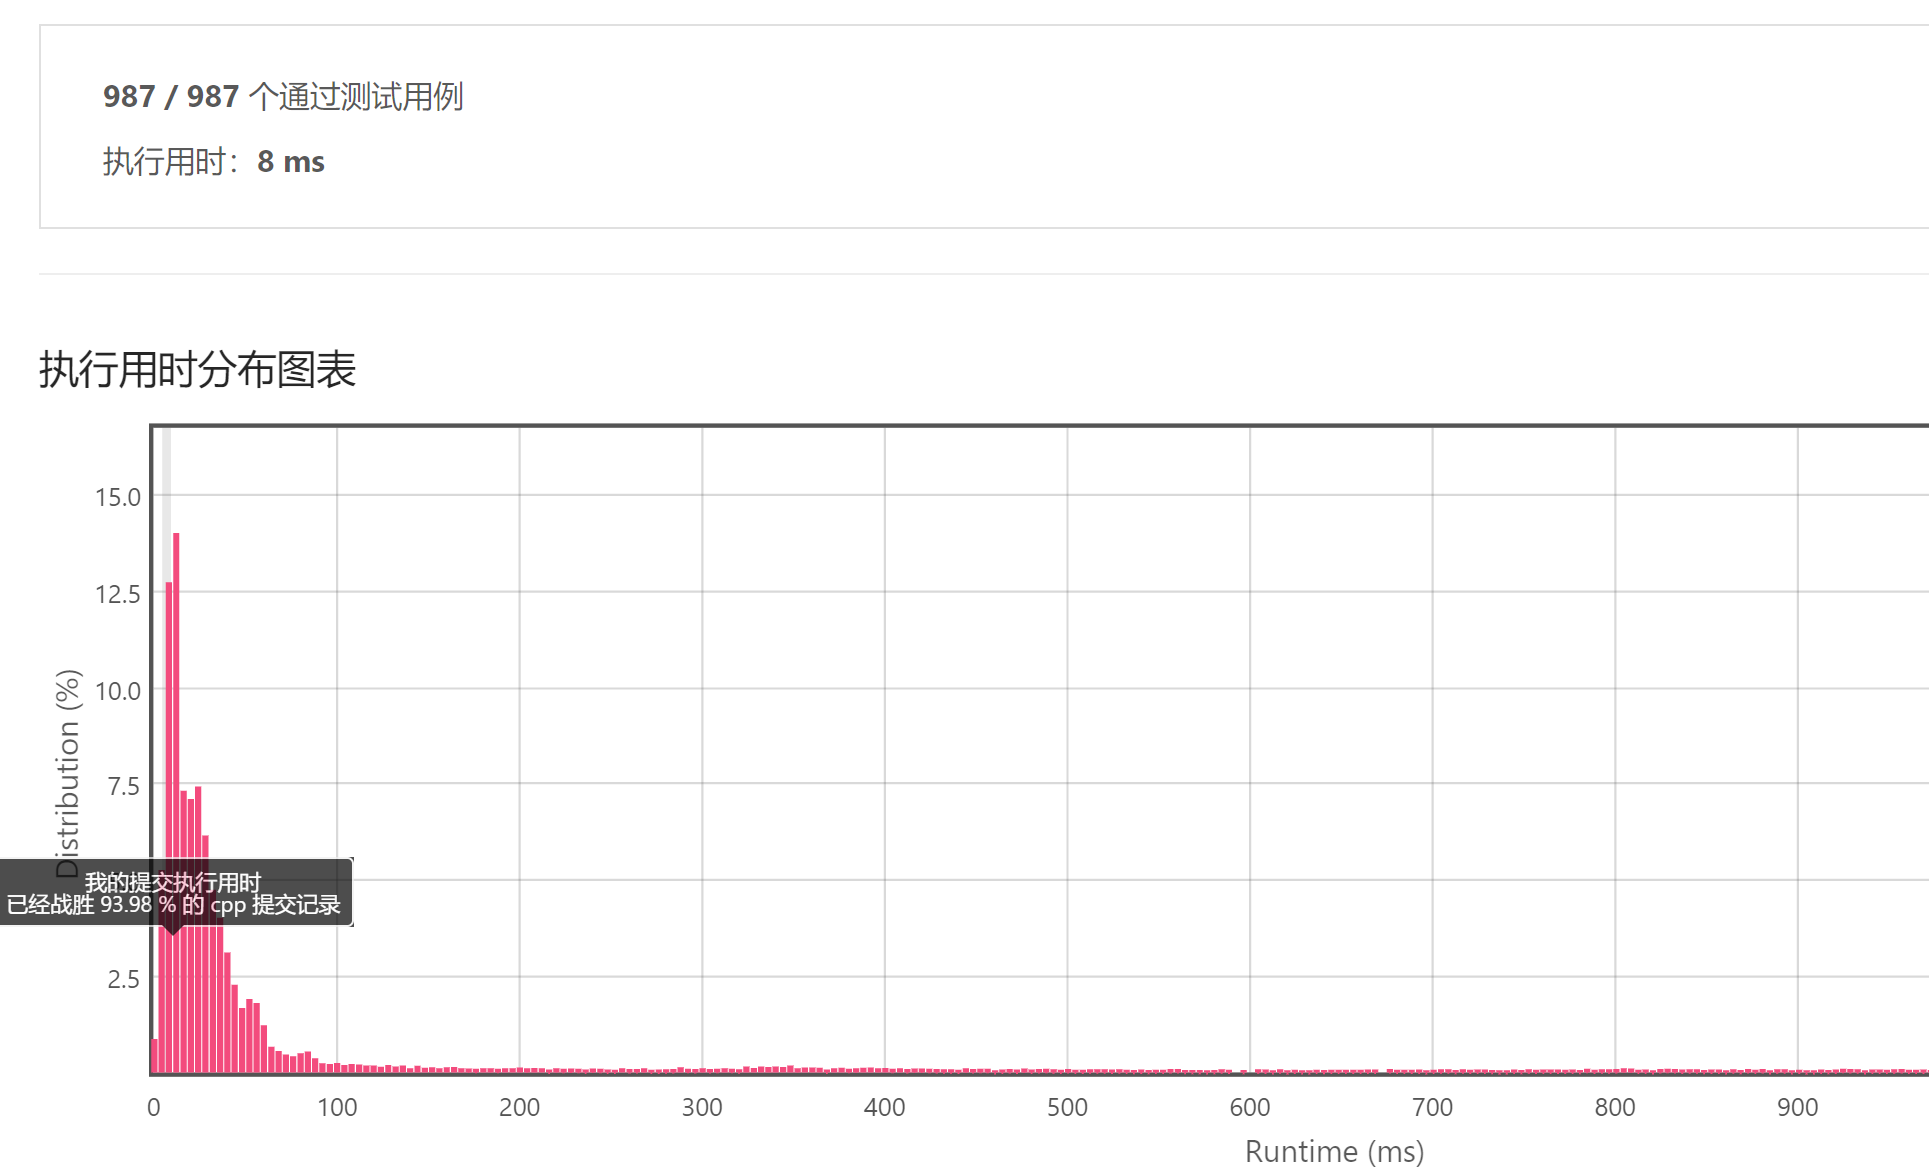 987 / 987 个通过测试用例
执行用时：8 ms
执行用时分布图表
15.0
12.5
10.0
7.5
2.5
Distribution (%)
我的提交执行用时
已经战胜 93.98 % 的 cpp 提交记录
0 100 200 300 400 500 600 700 800 900
Runtime (ms)